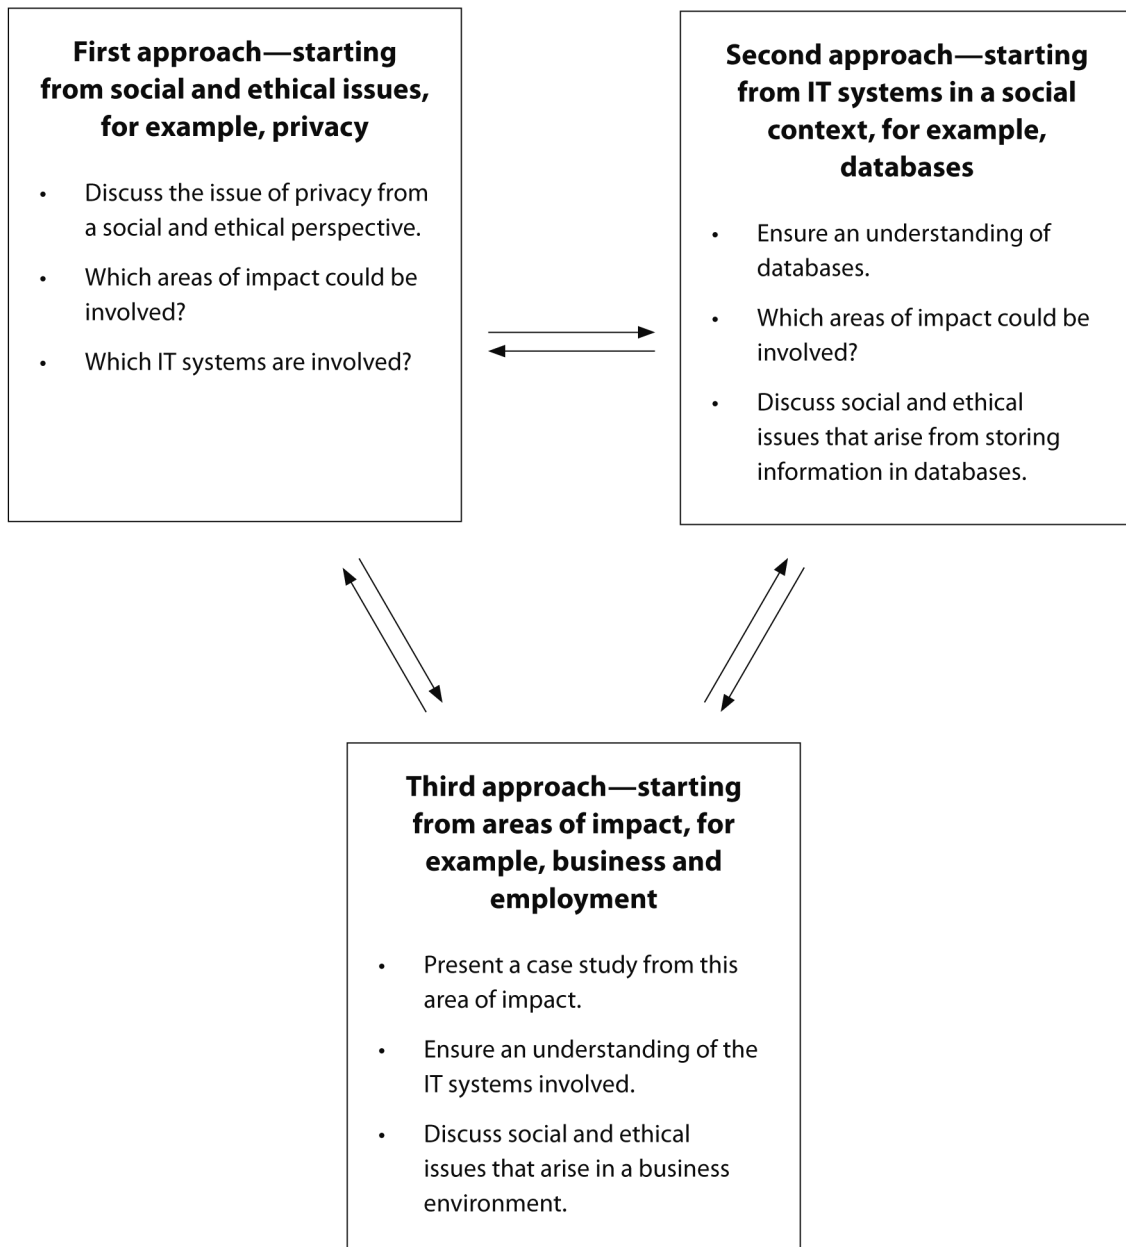 First approach—starting
from social and ethical issues,
for example, privacy
• Discuss the issue of privacy from
a social and ethical perspective.
• Which areas of impact could be
involved?
• Which IT systems are involved?
Second approach—starting
from IT systems in a social
context, for example,
databases
• Ensure an understanding of
databases.
• Which areas of impact could be
involved?
• Discuss social and ethical
issues that arise from storing
information in databases.
Third approach—starting
from areas of impact, for
example, business and
employment
• Present a case study from this
area of impact.
• Ensure an understanding of the
IT systems involved.
• Discuss social and ethical
issues that arise in a business
environment.